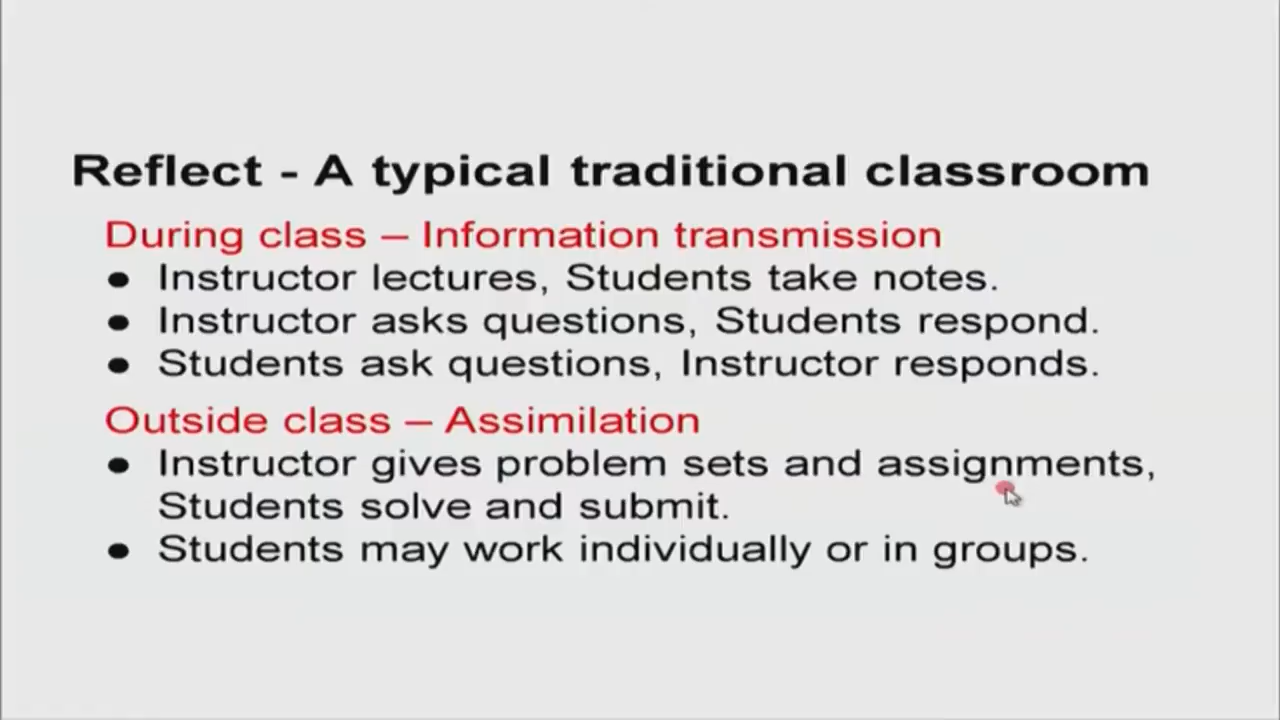 Reflect - A typical traditional classroom
During class – Information transmission
● Instructor lectures, Students take notes.
● Instructor asks questions, Students respond.
● Students ask questions, Instructor responds.
Outside class – Assimilation
● Instructor gives problem sets and assignments,
Students solve and submit.
● Students may work individually or in groups.